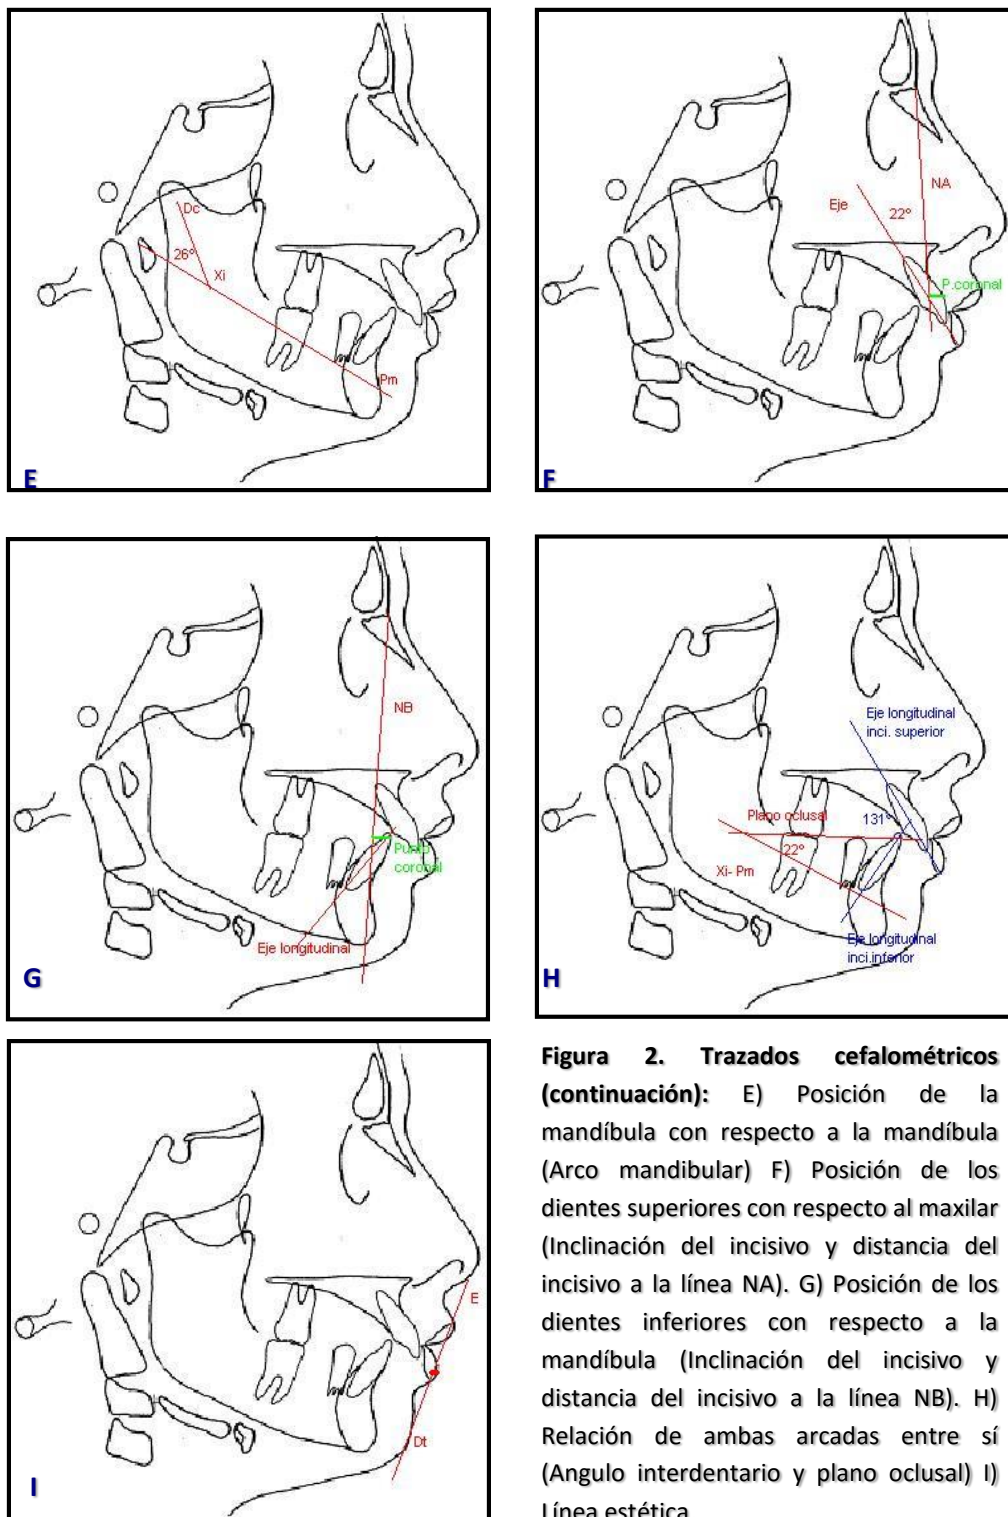 Dc
26°
Xi
Pm
E
NA
Eje
22°
P.coronal
F
NB
Punto
coronal
Eje longitudinal
G
Eje longitudinal
inci. superior
131°
Plano oclusal
22°
Xi- Pm
Eje longitudinal
inci.inferior
H
E
Dt
I
Figura 2. Trazados cefalométricos
(continuación): E) Posición de la
mandíbula con respecto a la mandíbula
(Arco mandibular) F) Posición de los
dientes superiores con respecto al maxilar
(Inclinación del incisivo y distancia del
incisivo a la línea NA). G) Posición de los
dientes inferiores con respecto a la
mandíbula (Inclinación del incisivo y
distancia del incisivo a la línea NB). H)
Relación de ambas arcadas entre sí
(Angulo interdentario y plano oclusal) I)
Línea estética